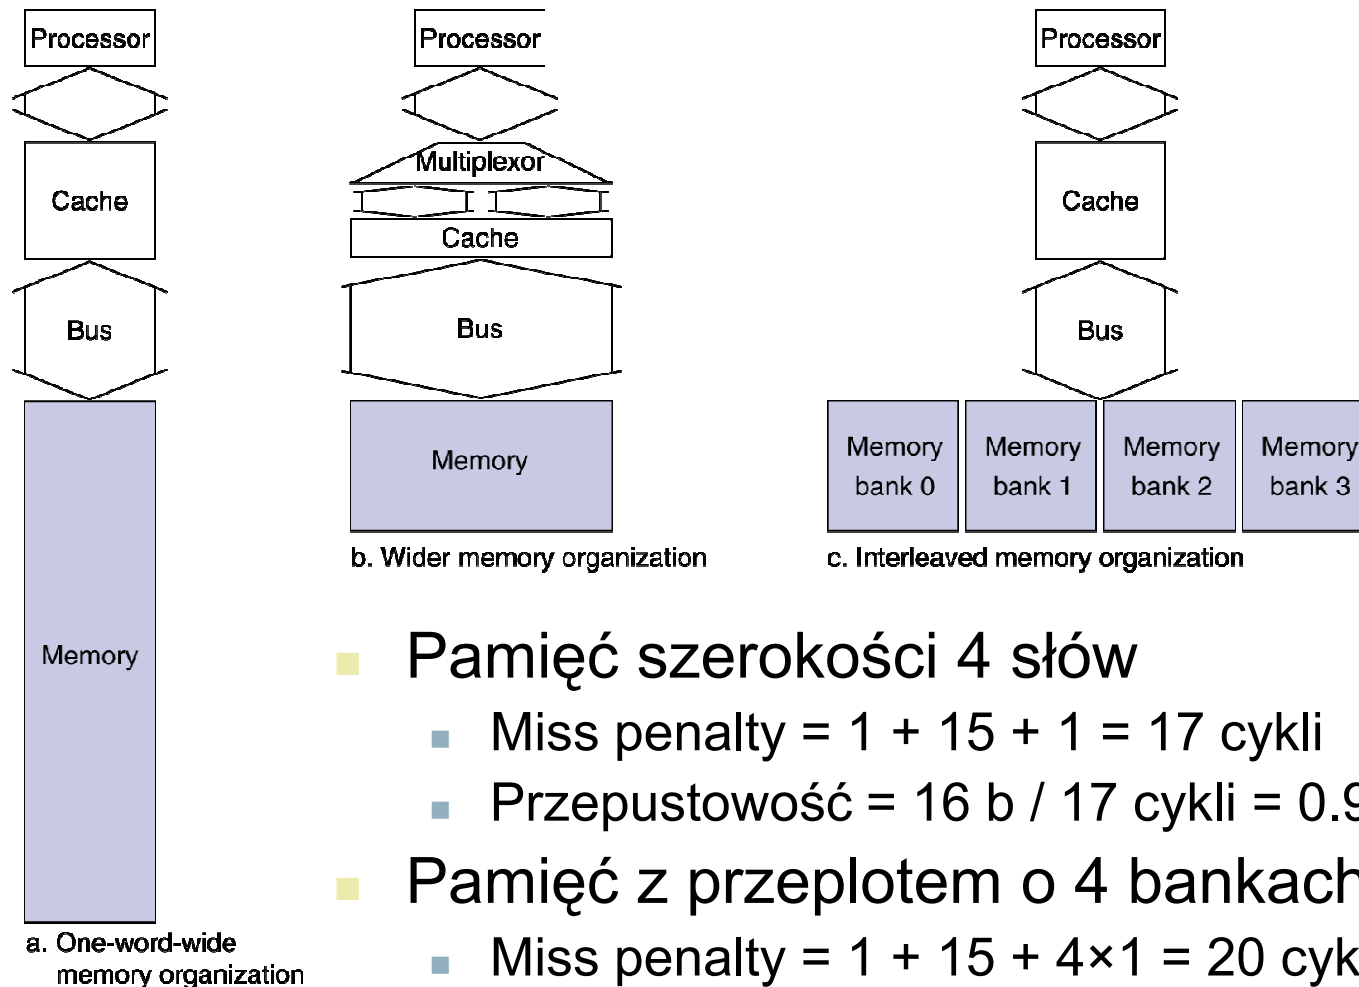 Processor
Cache
Bus
Memory
a. One-word-wide
memory organization
Processor
Multiplexor
Cache
Bus
Memory
b. Wider memory organization
Processor
Cache
Bus
Memory
bank 0
Memory
bank 1
Memory
bank 2
Memory
bank 3
c. Interleaved memory organization
Pamięć szerokości 4 słów
Miss penalty = 1 + 15 + 1 = 17 cykli
Przepustowość = 16 b / 17 cykli = 0.9
Pamięć z przeplotem o 4 bankach
Miss penalty = 1 + 15 + 4×1 = 20 cyk